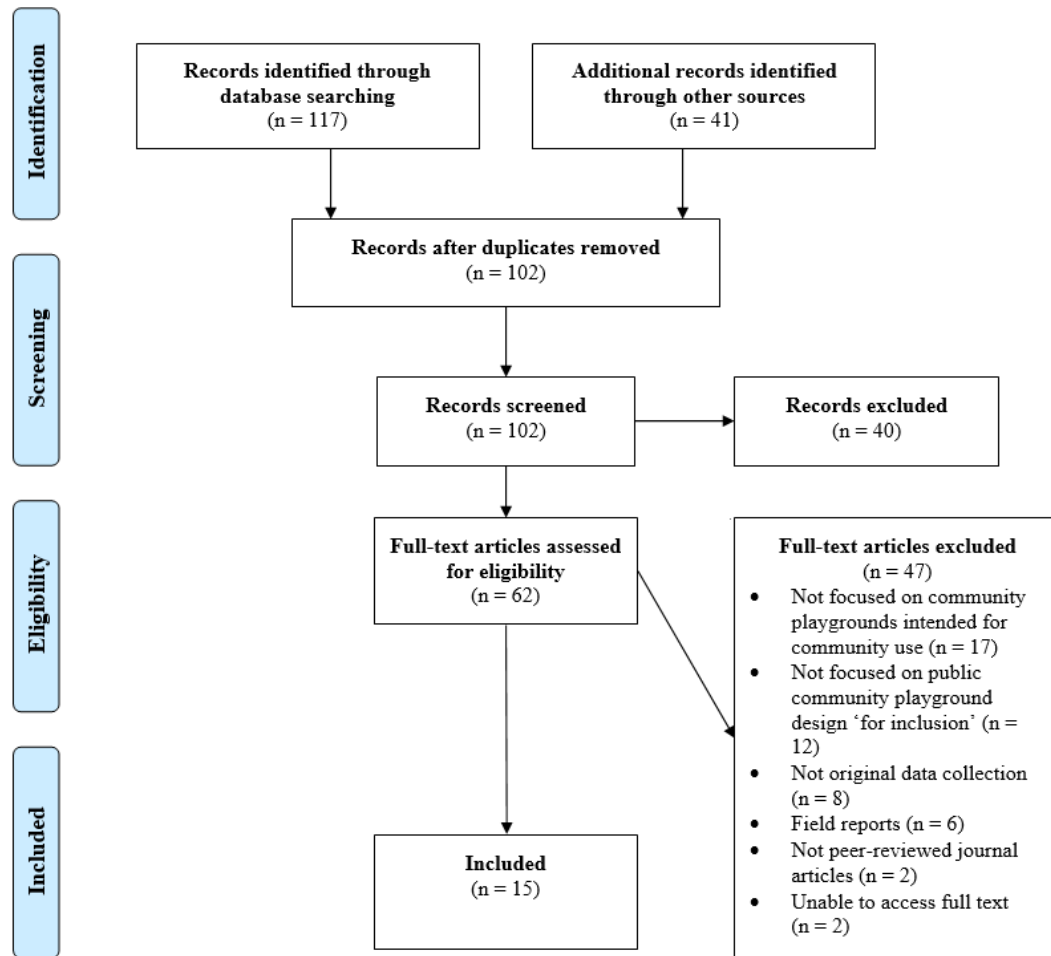 Identification
Records identified through
database searching
(n = 117)
Additional records identified
through other sources
(n = 41)
Records after duplicates removed
(n = 102)
Screening
Records screened
(n = 102)
Records excluded
(n = 40)
Eligibility
Full-text articles assessed
for eligibility
(n = 62)
Full-text articles excluded
(n = 47)
• Not focused on community
playgrounds intended for
community use (n = 17)
• Not focused on public
community playground
design ‘for inclusion’ (n =
12)
• Not original data collection
(n = 8)
• Field reports (n = 6)
• Not peer-reviewed journal
articles (n = 2)
• Unable to access full text
(n = 2)
Included
Included
(n = 15)